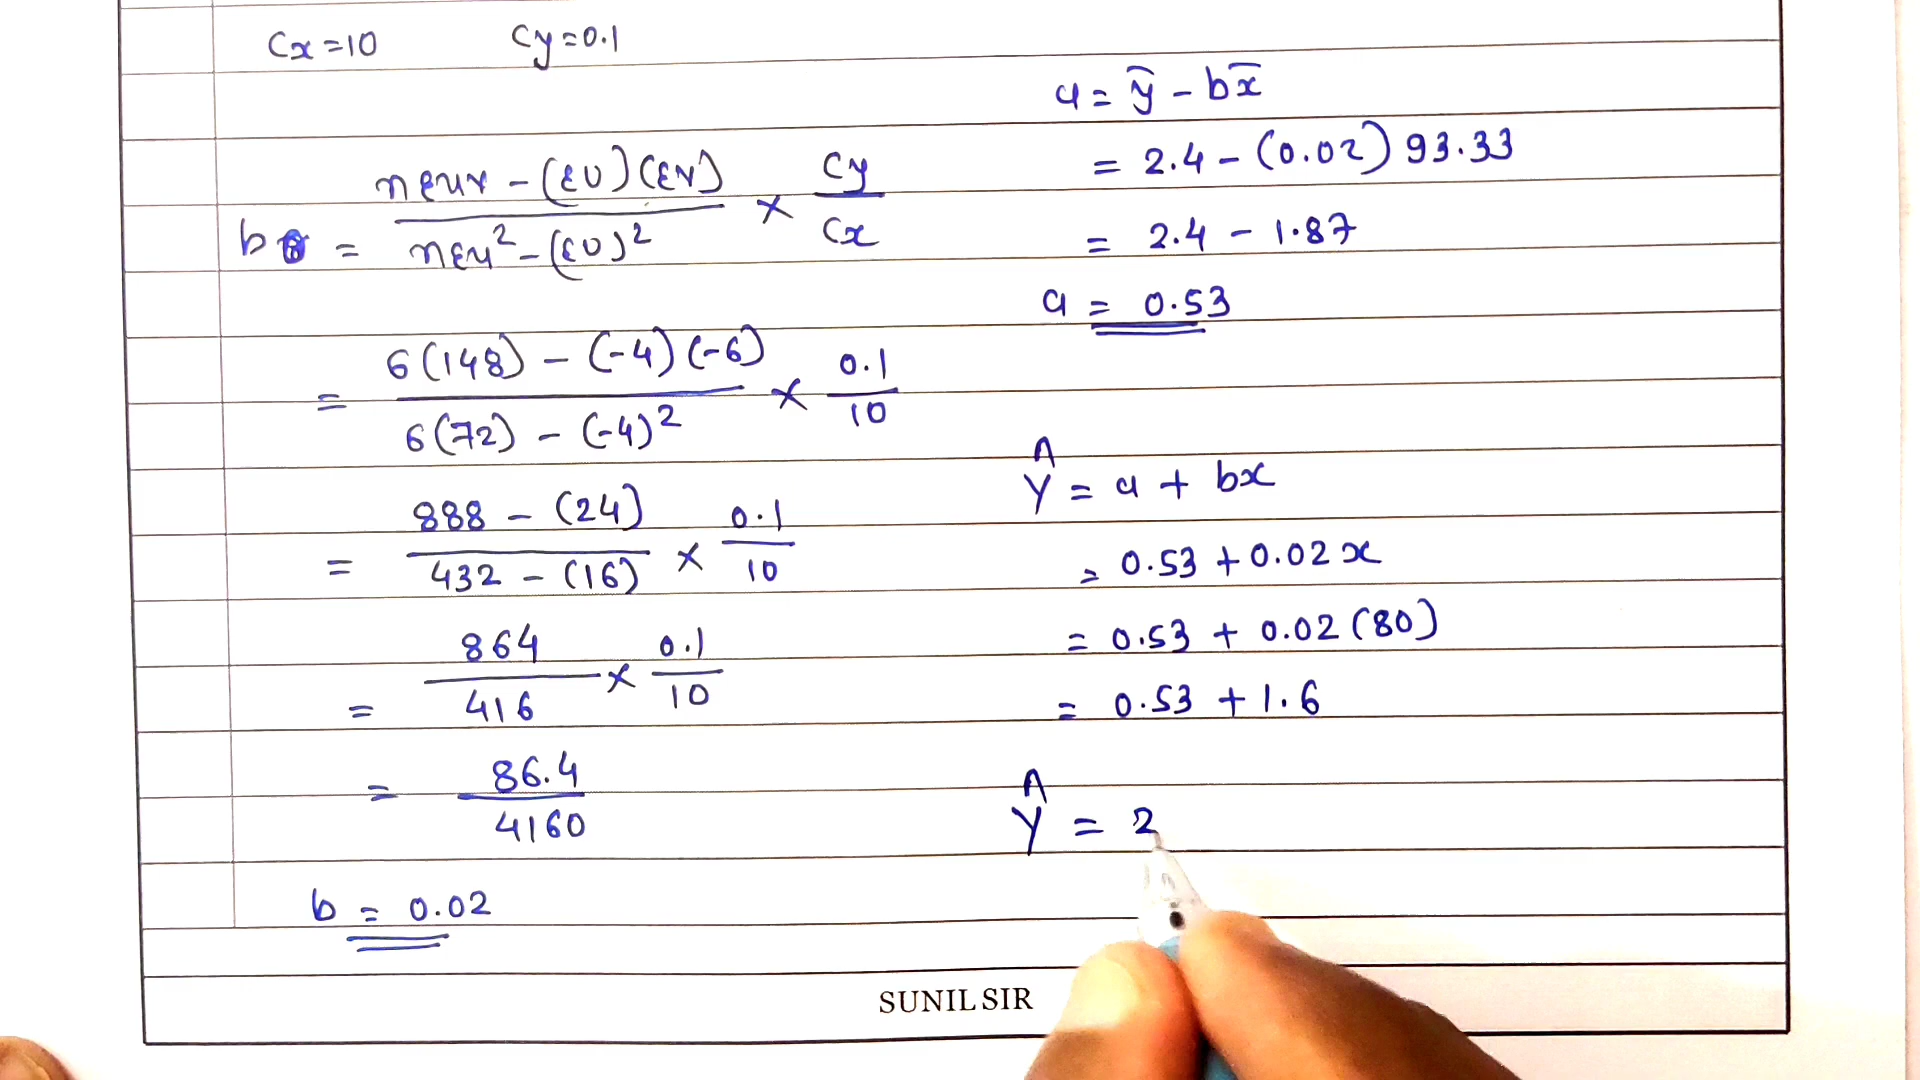 Cx = 10 Cy = 0.1
b = nΣuv - (Σu)(Σv) / nΣu² - (Σu)² × Cy / Cx
= 6(148) - (-4)(-6) / 6(72) - (-4)² × 0.1 / 10
= 888 - (24) / 432 - (16) × 0.1 / 10
= 864 / 416 × 0.1 / 10
= 86.4 / 4160
b = 0.02
a = ȳ - bx̄
= 2.4 - (0.02) 93.33
= 2.4 - 1.87
a = 0.53
Ŷ = a + bx
= 0.53 + 0.02x
= 0.53 + 0.02 (80)
= 0.53 + 1.6
Ŷ = 2
SUNIL SIR